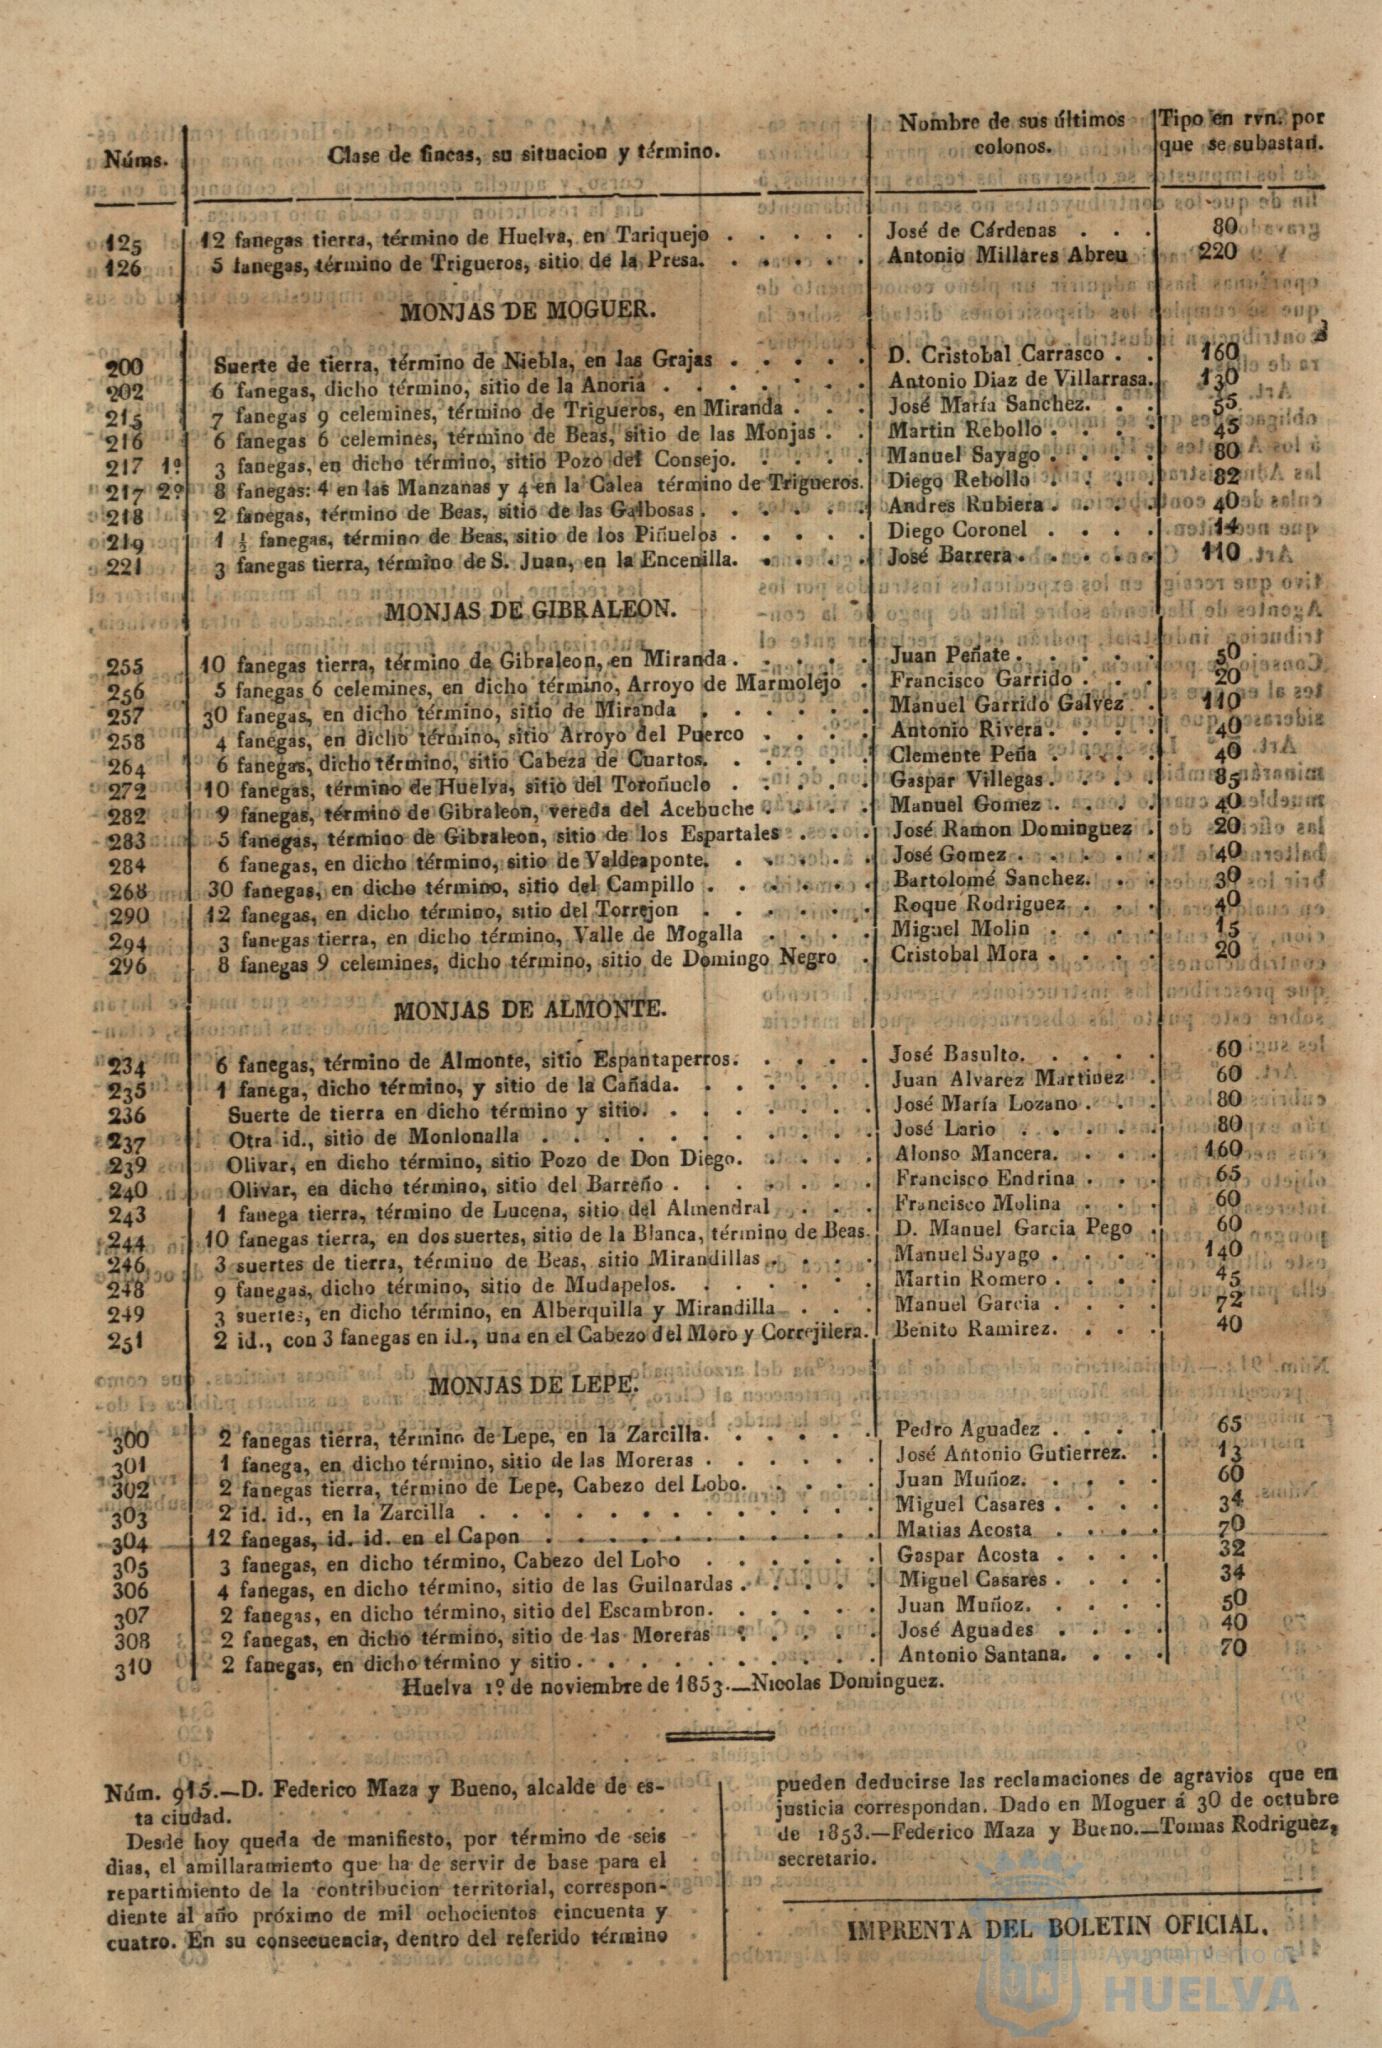 Núms. Clase de fincas, su situacion y término. Nombre de sus últimos colonos. Tipo en rvn. por que se subastan.
125 12 fanegas tierra, término de Huelva, en Tariquejo . . . . . José de Cárdenas . . . 80
126 5 fanegas, término de Trigueros, sitio de la Presa. . . . . . Antonio Millares Abreu 220
MONJAS DE MOGUER.
200 Suerte de tierra, término de Niebla, en las Grajas . . . . . D. Cristobal Carrasco . . 160
202 6 fanegas, dicho término, sitio de la Anoria . . . . . . . Antonio Diaz de Villarrasa. 130
215 7 fanegas 9 celemines, término de Trigueros, en Miranda . . . José María Sanchez. . . 55
216 6 fanegas 6 celemines, término de Beas, sitio de las Monjas . . Martin Rebollo . . . . 45
217 1º 3 fanegas, en dicho término, sitio Pozo del Consejo. . . . . Manuel Sayago . . . . 80
217 2º 8 fanegas: 4 en las Manzanas y 4 en la Calea término de Trigueros. Diego Rebollo . . . . 82
218 2 fanegas, término de Beas, sitio de las Galbosas . . . . . . Andres Rubiera . . . . 40
219 1 ½ fanegas, término de Beas, sitio de los Piñuelos . . . . . Diego Coronel . . . . 14
221 3 fanegas tierra, término de S. Juan, en la Encenilla. . . . . José Barrera . . . . . 110
MONJAS DE GIBRALEON.
255 10 fanegas tierra, término de Gibraleon, en Miranda . . . . . Juan Peñate . . . . . 50
256 5 fanegas 6 celemines, en dicho término, Arroyo de Marmolejo . Francisco Garrido . . . 20
257 30 fanegas, en dicho término, sitio de Miranda . . . . . . Manuel Garrido Galvez . 110
258 4 fanegas, en dicho término, sitio Arroyo del Puerco . . . . Antonio Rivera . . . . 40
264 6 fanegas, dicho término, sitio Cabeza de Cuartos. . . . . . Clemente Peña . . . . 40
272 10 fanegas, término de Huelva, sitio del Toroñuelo . . . . . Gaspar Villegas . . . . 85
282 9 fanegas, término de Gibraleon, vereda del Acebuche . . . . Manuel Gomez . . . . 40
283 5 fanegas, término de Gibraleon, sitio de los Espartales . . . José Ramon Dominguez . 20
284 6 fanegas, en dicho término, sitio de Valdeaponte. . . . . . José Gomez . . . . . 40
268 30 fanegas, en dicho término, sitio del Campillo . . . . . . Bartolomé Sanchez. . . 30
290 12 fanegas, en dicho término, sitio del Torrejon . . . . . . Roque Rodriguez . . . 40
294 3 fanegas tierra, en dicho término, Valle de Mogalla . . . . Miguel Molin . . . . 15
296 8 fanegas 9 celemines, dicho término, sitio de Domingo Negro . Cristobal Mora . . . . 20
MONJAS DE ALMONTE.
234 6 fanegas, término de Almonte, sitio Espantaperros. . . . . José Basulto. . . . . 60
235 1 fanega, dicho término, y sitio de la Cañada. . . . . . . Juan Alvarez Martinez . 60
236 Suerte de tierra en dicho término y sitio. . . . . . . . José María Lozano . . . 80
237 Otra id., sitio de Monlonalla . . . . . . . . . . . José Lario . . . . . 80
239 Olivar, en dicho término, sitio Pozo de Don Diego. . . . . Alonso Mancera. . . . 160
240 Olivar, en dicho término, sitio del Barreño . . . . . . . Francisco Endrina . . . 65
243 1 fanega tierra, término de Lucena, sitio del Almendral . . . Francisco Molina . . . 60
244 10 fanegas tierra, en dos suertes, sitio de la Blanca, término de Beas. D. Manuel Garcia Pego . 60
246 3 suertes de tierra, término de Beas, sitio Mirandillas . . . . Manuel Sayago . . . . 140
248 9 fanegas, dicho término, sitio de Mudapelos. . . . . . . Martin Romero . . . . 45
249 3 suertes, en dicho término, en Alberquilla y Mirandilla . . . Manuel Garcia . . . . 72
251 2 id., con 3 fanegas en id., una en el Cabezo del Moro y Correjilera. Benito Ramirez. . . . 40
MONJAS DE LEPE.
300 2 fanegas tierra, término de Lepe, en la Zarcilla. . . . . . Pedro Aguadez . . . . 65
301 1 fanega, en dicho término, sitio de las Moreras . . . . . . José Antonio Gutierrez. . 13
302 2 fanegas tierra, término de Lepe, Cabezo del Lobo. . . . . Juan Muñoz. . . . . 60
303 2 id. id., en la Zarcilla . . . . . . . . . . . . Miguel Casares . . . . 34
304 12 fanegas, id. id. en el Capon . . . . . . . . . . . Matias Acosta . . . . 70
305 3 fanegas, en dicho término, Cabezo del Lobo . . . . . . Gaspar Acosta . . . . 32
306 4 fanegas, en dicho término, sitio de las Guilnardas . . . . . Miguel Casares . . . . 34
307 2 fanegas, en dicho término, sitio del Escambron. . . . . . Juan Muñoz. . . . . 50
308 2 fanegas, en dicho término, sitio de las Moreras . . . . . José Aguades . . . . 40
310 2 fanegas, en dicho término y sitio . . . . . . . . . . Antonio Santana. . . . 70
Huelva 1º de noviembre de 1853.—Nicolas Dominguez.
Núm. 915.—D. Federico Maza y Bueno, alcalde de es-
ta ciudad.
Desde hoy queda de manifiesto, por término de seis
dias, el amillaramiento que ha de servir de base para el
repartimiento de la contribucion territorial, correspon-
diente al año próximo de mil ochocientos cincuenta y
cuatro. En su consecuencia, dentro del referido término
pueden deducirse las reclamaciones de agravios que en
justicia correspondan. Dado en Moguer á 30 de octubre
de 1853.—Federico Maza y Bueno.—Tomas Rodriguez,
secretario.
IMPRENTA DEL BOLETIN OFICIAL.
Ayuntamiento de
HUELVA